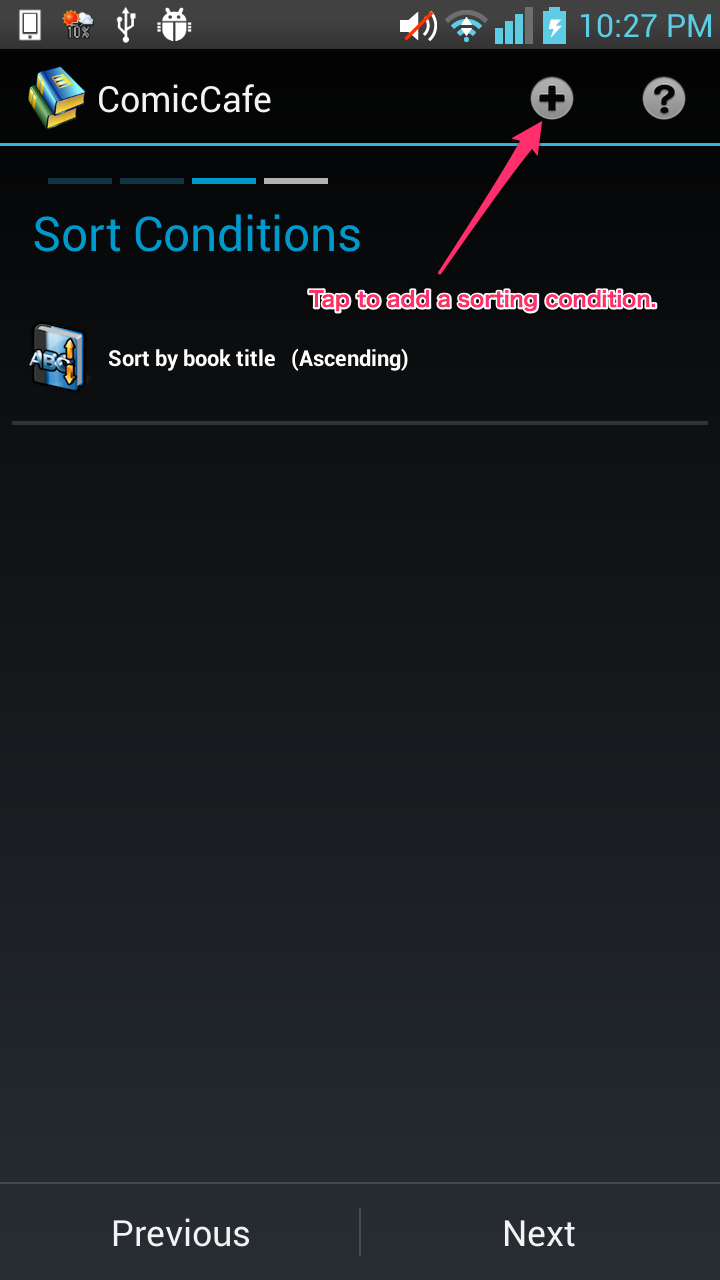 10%
10:27 PM
ComicCafe
Sort Conditions
Tap to add a sorting condition.
ABC
Sort by book title (Ascending)
Previous
Next